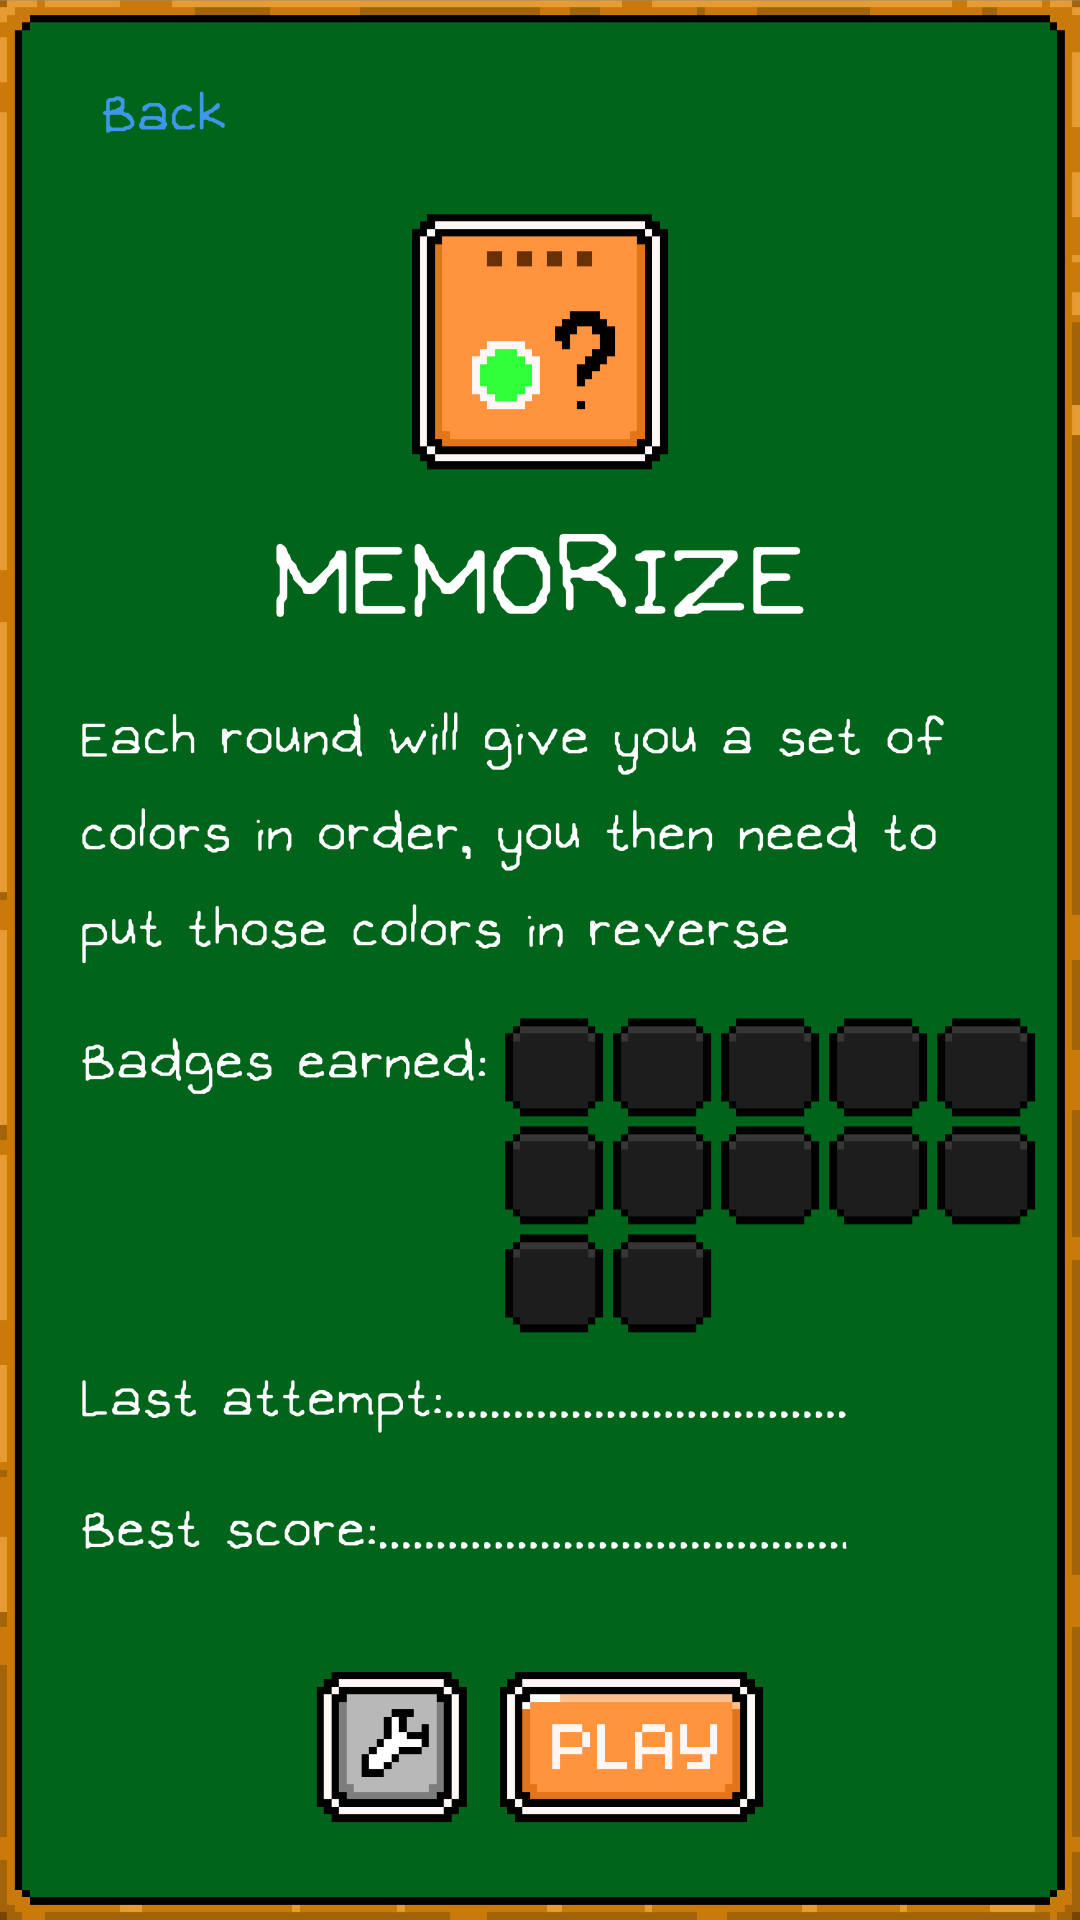 Back
?
MEMORIZE
Each round will give you a set of
colors in order, you then need to
put those colors in reverse
Badges earned:
Last attempt:..................................
Best score:........................................
PLAY